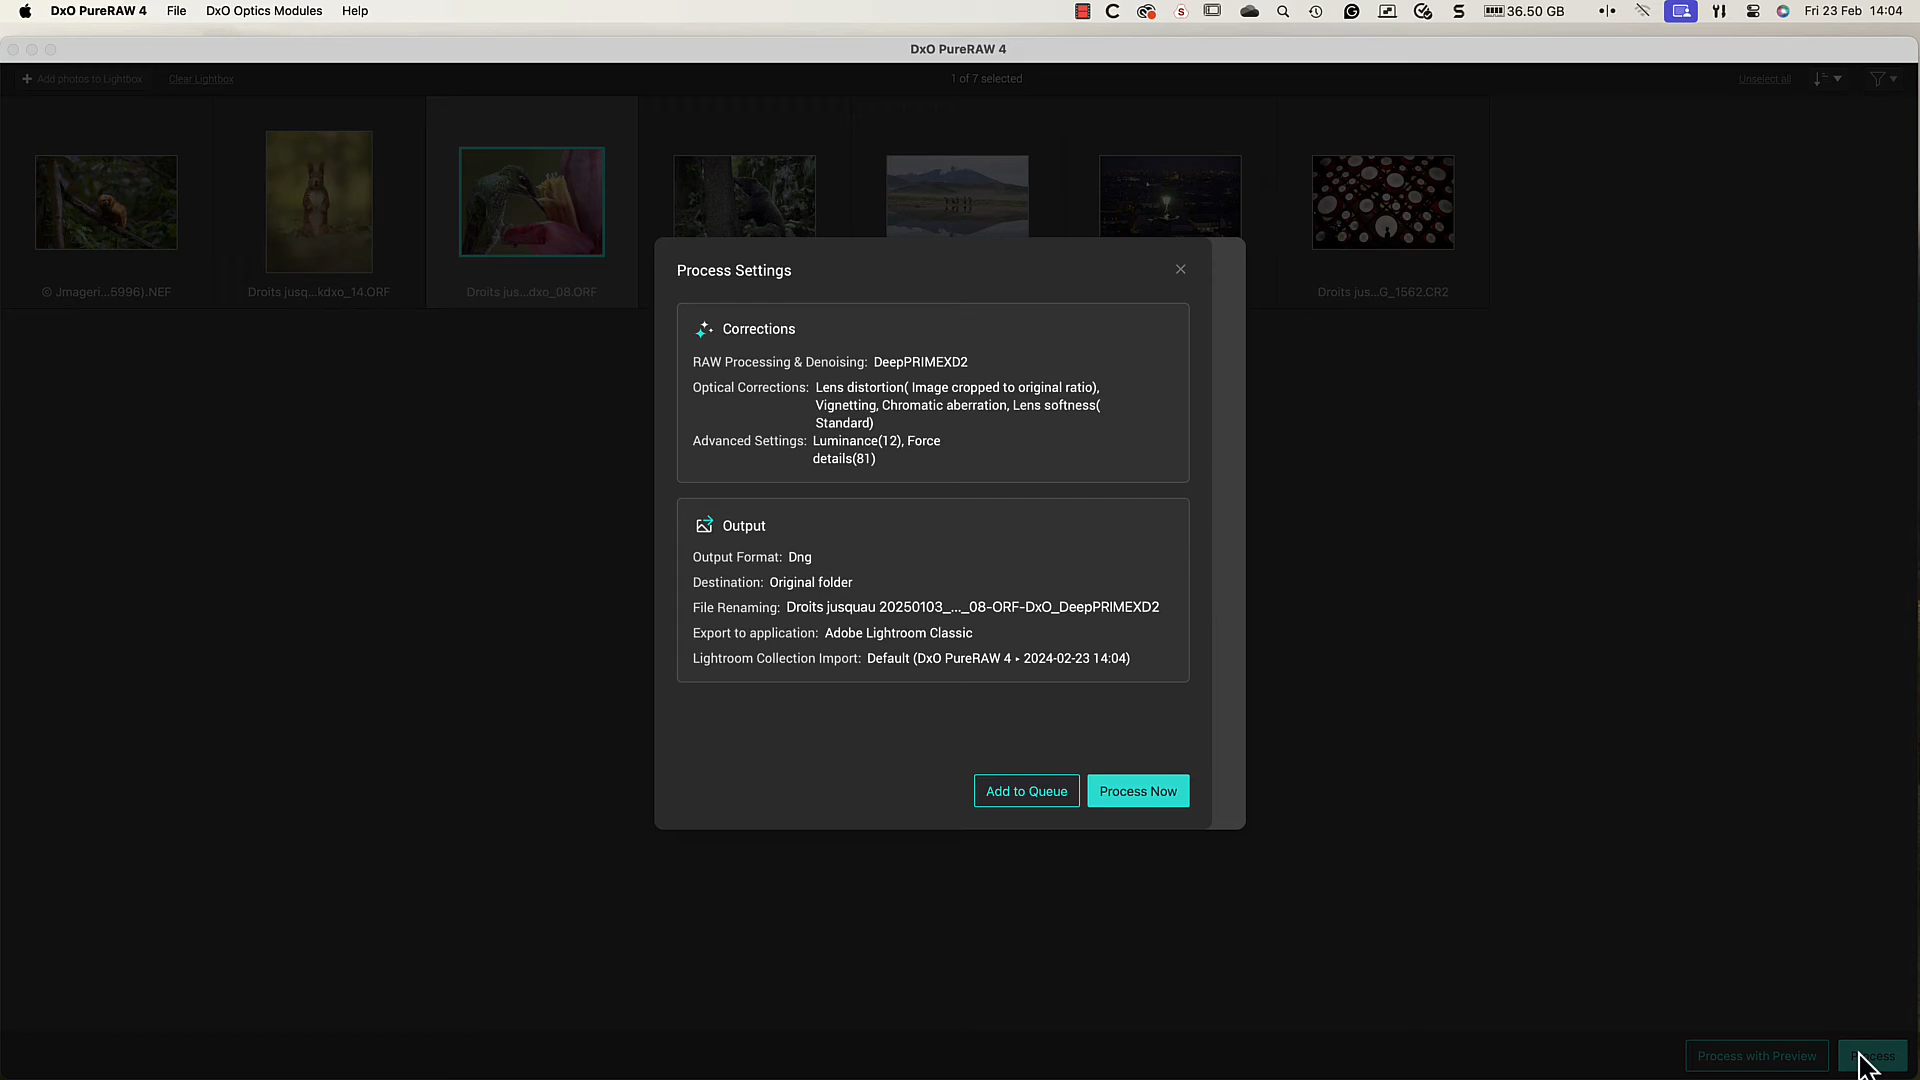 DxO PureRAW 4 File DxO Optics Modules Help 36.50 GB Fri 23 Feb 14:04
DxO PureRAW 4
Add photos to Lightbox Clear Lightbox 1 of 7 selected Unselect all
© Jmageri...5996).NEF Droits jusq...kdxo_14.ORF Droits jus...dxo_08.ORF Droits jus...G_1562.CR2
Process Settings
Corrections
RAW Processing & Denoising: DeepPRIMEXD2
Optical Corrections: Lens distortion( Image cropped to original ratio),
Vignetting, Chromatic aberration, Lens softness(
Standard)
Advanced Settings: Luminance(12), Force
details(81)
Output
Output Format: Dng
Destination: Original folder
File Renaming: Droits jusquau 20250103_..._08-ORF-DxO_DeepPRIMEXD2
Export to application: Adobe Lightroom Classic
Lightroom Collection Import: Default (DxO PureRAW 4 ▸ 2024-02-23 14:04)
Add to Queue Process Now
Process with Preview Process